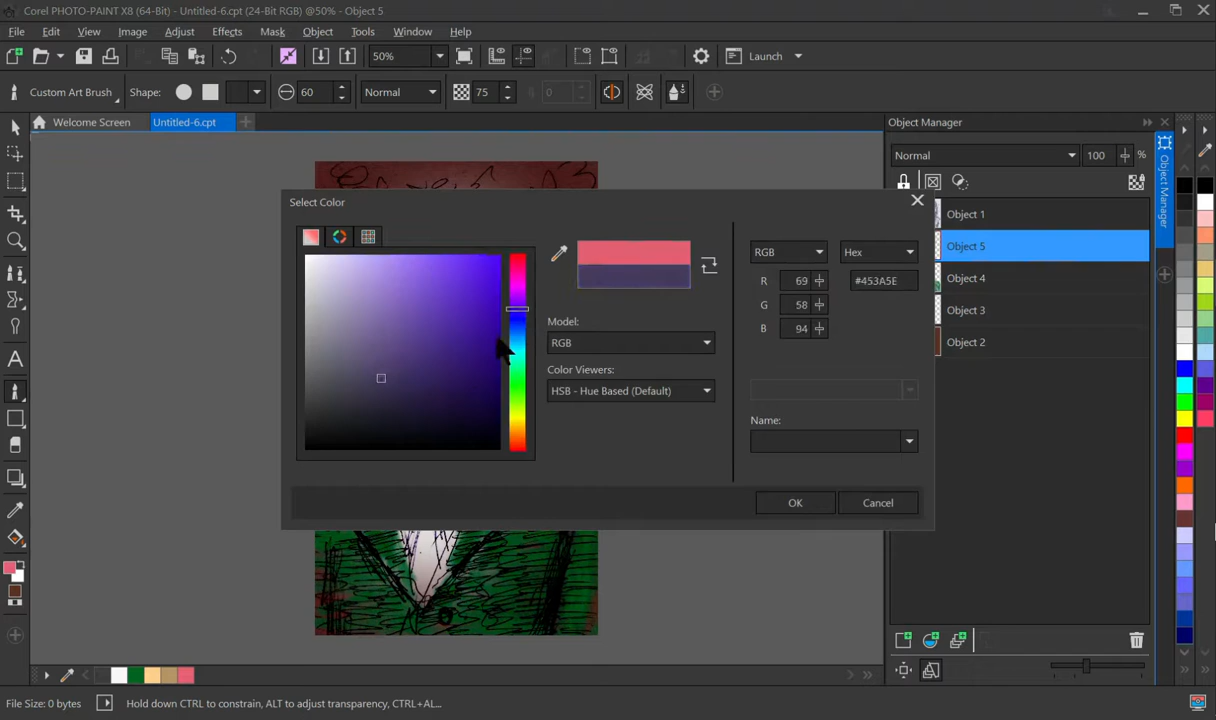 Corel PHOTO-PAINT X8 (64-Bit) - Untitled-6.cpt (24-Bit RGB) @50% - Object 5
File Edit View Image Adjust Effects Mask Object Tools Window Help
50% Launch
Custom Art Brush Shape: 60 Normal 75 0
Welcome Screen Untitled-6.cpt Object Manager
Normal 100 %
Object Manager
Select Color
Object 1
Object 5
Object 4
Object 3
Object 2
RGB Hex
R 69 #453A5E
G 58
B 94
Model:
RGB
Color Viewers:
HSB - Hue Based (Default)
Name:
OK Cancel
File Size: 0 bytes Hold down CTRL to constrain, ALT to adjust transparency, CTRL+AL...